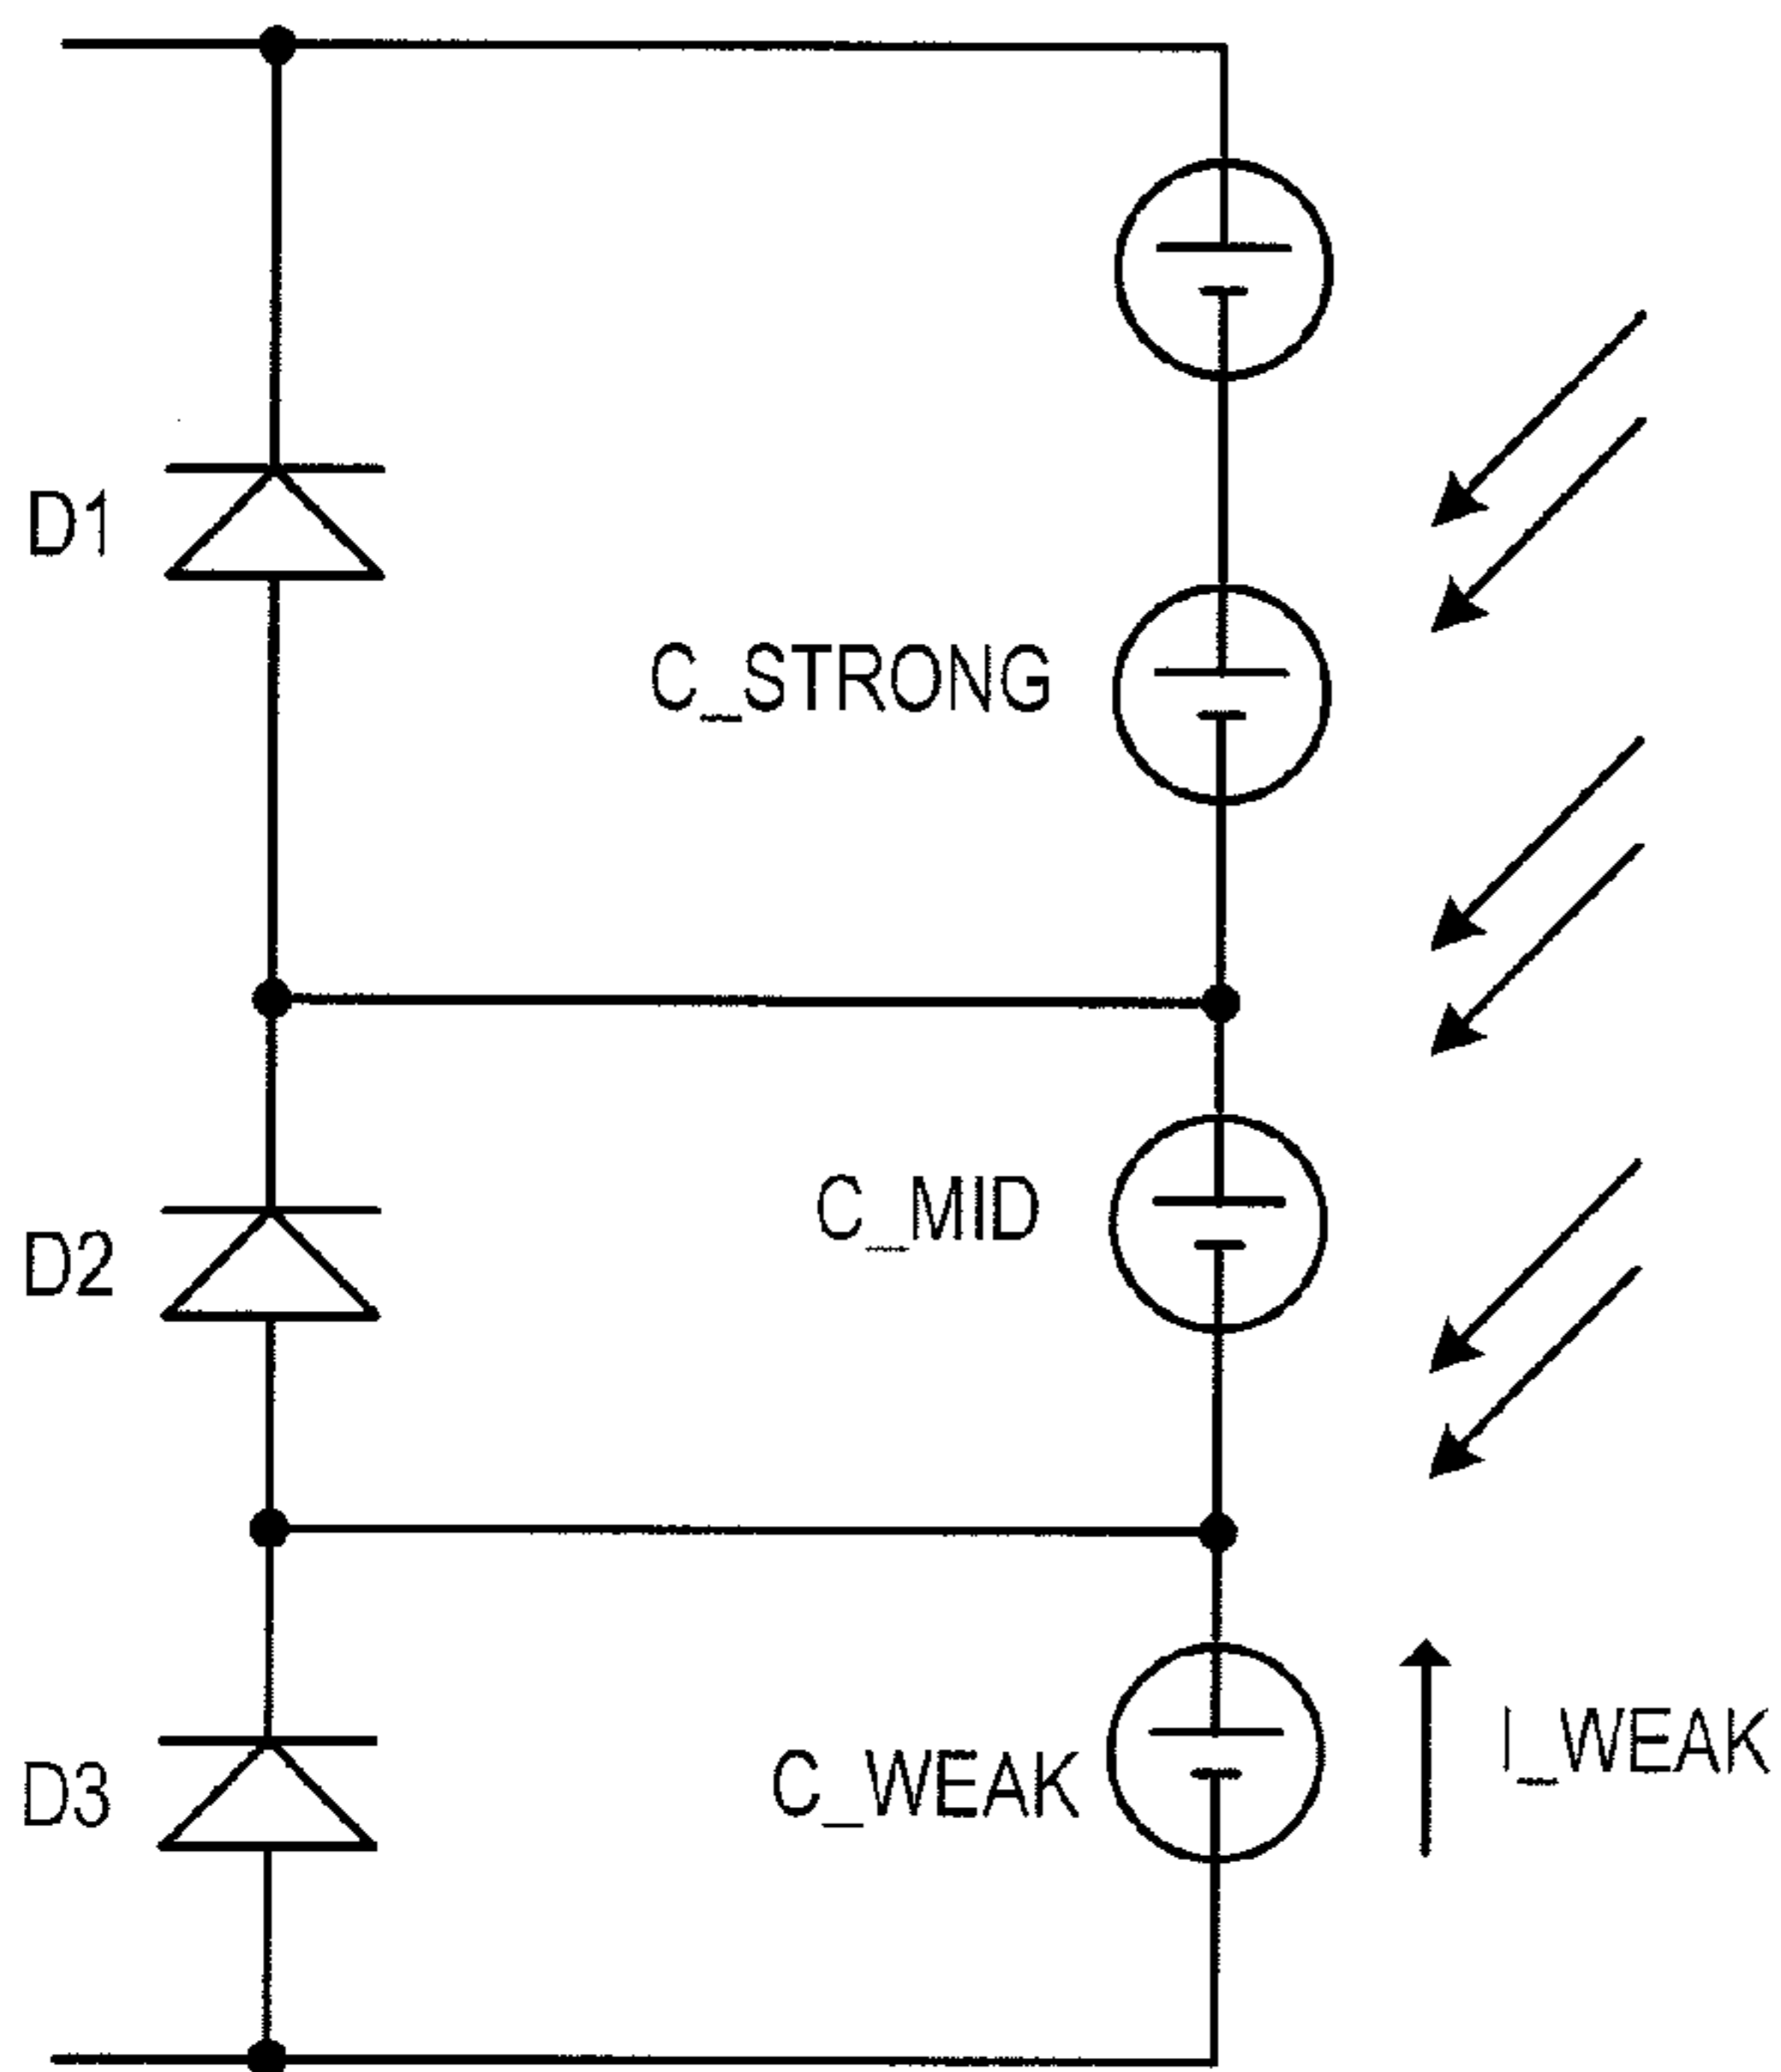 D1
C_STRONG
C_MID
D2
D3
C_WEAK
I_WEAK